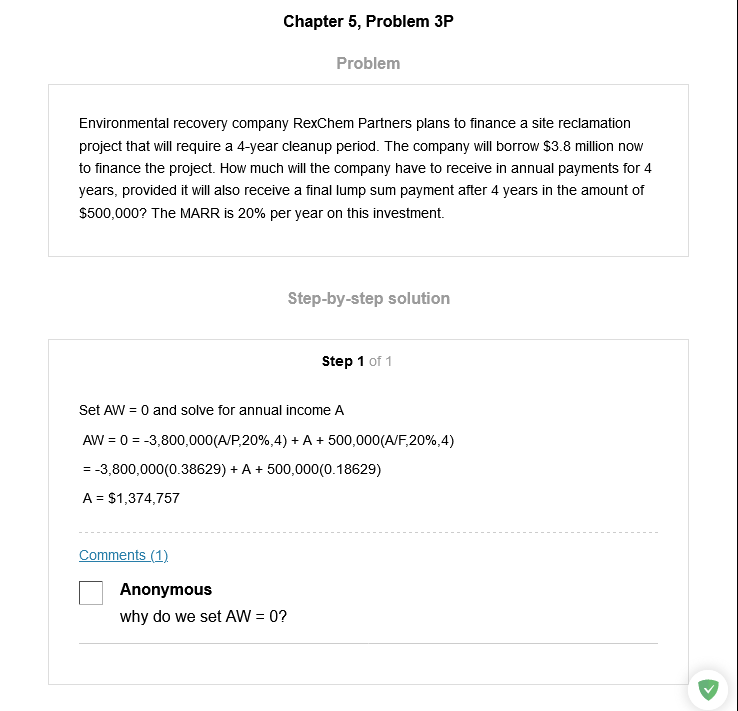 Chapter 5, Problem 3P
Problem
Environmental recovery company RexChem Partners plans to finance a site reclamation
project that will require a 4-year cleanup period. The company will borrow $3.8 million now
to finance the project. How much will the company have to receive in annual payments for 4
years, provided it will also receive a final lump sum payment after 4 years in the amount of
$500,000? The MARR is 20% per year on this investment.
Step-by-step solution
Step 1 of 1
Set AW = 0 and solve for annual income A
AW = 0 = -3,800,000(A/P,20%,4) + A + 500,000(A/F,20%,4)
= -3,800,000(0.38629) + A + 500,000(0.18629)
A = $1,374,757
Comments (1)
Anonymous
why do we set AW = 0?